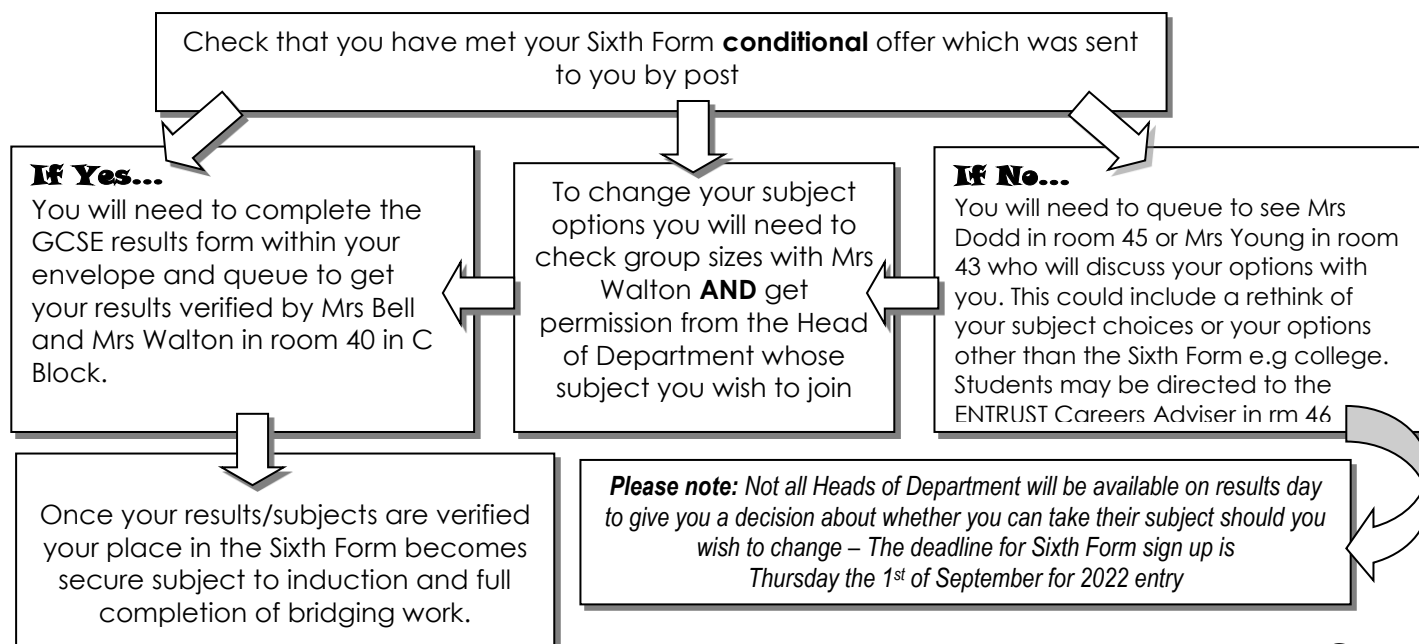 Check that you have met your Sixth Form conditional offer which was sent
to you by post
If Yes...
You will need to complete the
GCSE results form within your
envelope and queue to get
your results verified by Mrs Bell
and Mrs Walton in room 40 in C
Block.
To change your subject
options you will need to
check group sizes with Mrs
Walton AND get
permission from the Head
of Department whose
subject you wish to join
If No...
You will need to queue to see Mrs
Dodd in room 45 or Mrs Young in room
43 who will discuss your options with
you. This could include a rethink of
your subject choices or your options
other than the Sixth Form e.g college.
Students may be directed to the
ENTRUST Careers Adviser in rm 46
Once your results/subjects are verified
your place in the Sixth Form becomes
secure subject to induction and full
completion of bridging work.
Please note: Not all Heads of Department will be available on results day
to give you a decision about whether you can take their subject should you
wish to change – The deadline for Sixth Form sign up is
Thursday the 1st of September for 2022 entry